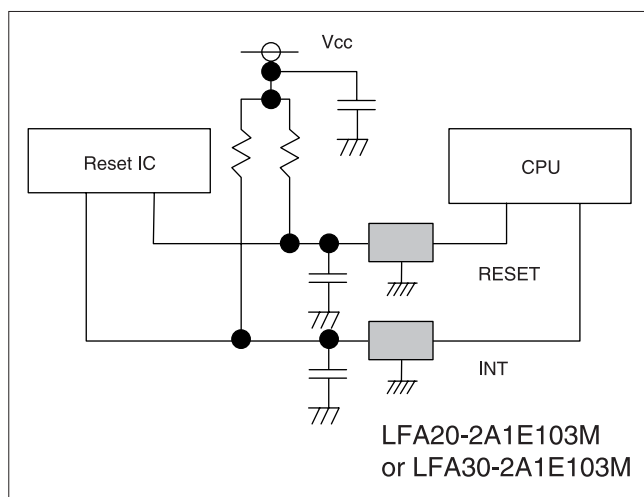 Vcc
Reset IC
CPU
RESET
INT
LFA20-2A1E103M
or LFA30-2A1E103M